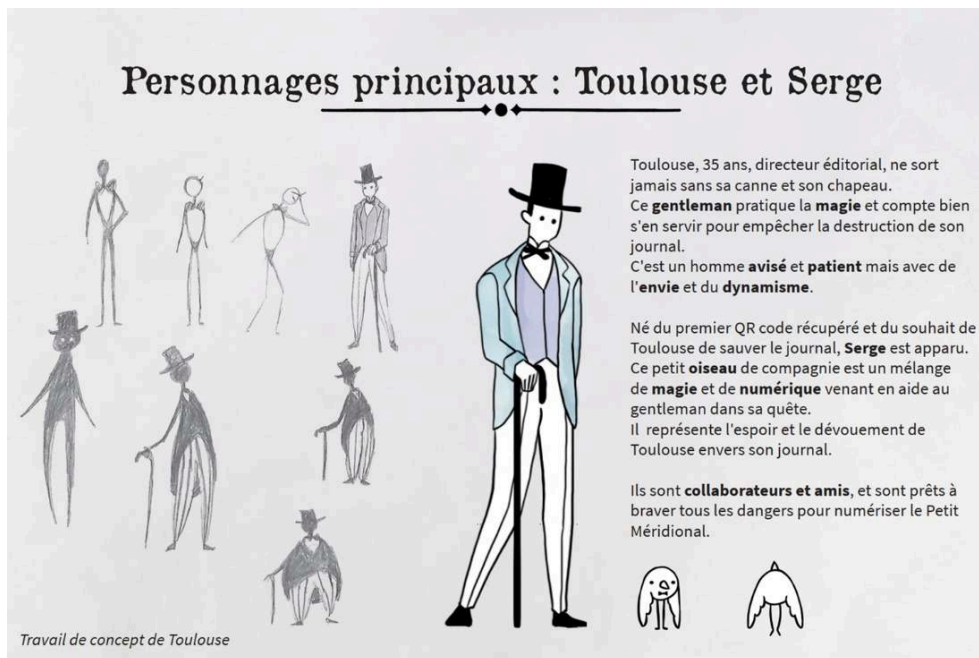 Personnages principaux : Toulouse et Serge
Toulouse, 35 ans, directeur éditorial, ne sort
jamais sans sa canne et son chapeau.
Ce gentleman pratique la magie et compte bien
s'en servir pour empêcher la destruction de son
journal.
C'est un homme avisé et patient mais avec de
l'envie et du dynamisme.
Né du premier QR code récupéré et du souhait de
Toulouse de sauver le journal, Serge est apparu.
Ce petit oiseau de compagnie est un mélange
de magie et de numérique venant en aide au
gentleman dans sa quête.
Il représente l'espoir et le dévouement de
Toulouse envers son journal.
Ils sont collaborateurs et amis, et sont prêts à
braver tous les dangers pour numériser le Petit
Méridional.
Travail de concept de Toulouse